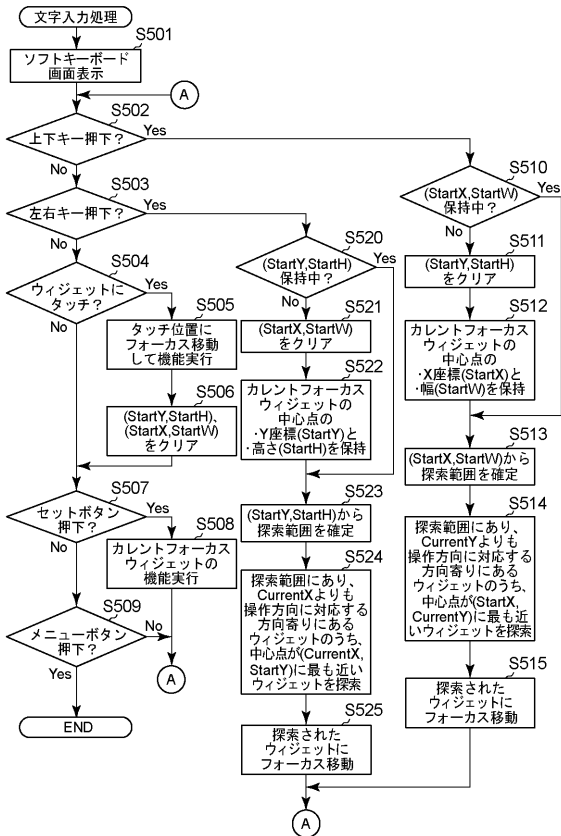 文字入力処理
S501
ソフトキーボード
画面表示
A
S502
上下キー押下？
Yes
No
S503
左右キー押下？
Yes
No
S504
ウィジェットに
タッチ？
Yes
No
S505
タッチ位置に
フォーカス移動
して機能実行
S506
(StartY,StartH)、
(StartX,StartW)
をクリア
S507
セットボタン
押下？
Yes
No
S508
カレントフォーカス
ウィジェットの
機能実行
S509
メニューボタン
押下？
No
Yes
A
END
S520
(StartY,StartH)
保持中？
Yes
No
S521
(StartX,StartW)
をクリア
S522
カレントフォーカス
ウィジェットの
中心点の
・Y座標(StartY)と
・高さ(StartH)を保持
S523
(StartY,StartH)から
探索範囲を確定
S524
探索範囲にあり、
CurrentXよりも
操作方向に対応する
方向寄りにある
ウィジェットのうち、
中心点が(CurrentX,
StartY)に最も近い
ウィジェットを探索
S525
探索された
ウィジェットに
フォーカス移動
A
S510
(StartX,StartW)
保持中？
Yes
No
S511
(StartY,StartH)
をクリア
S512
カレントフォーカス
ウィジェットの
中心点の
・X座標(StartX)と
・幅(StartW)を保持
S513
(StartX,StartW)から
探索範囲を確定
S514
探索範囲にあり、
CurrentYよりも
操作方向に対応する
方向寄りにある
ウィジェットのうち、
中心点が(StartX,
CurrentY)に最も近
いウィジェットを探索
S515
探索された
ウィジェットに
フォーカス移動